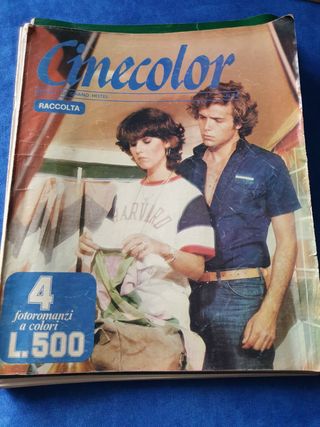 Cinecolor
RACCOLTA
HARVARD
4
fotoromanzi
a colori
L.500